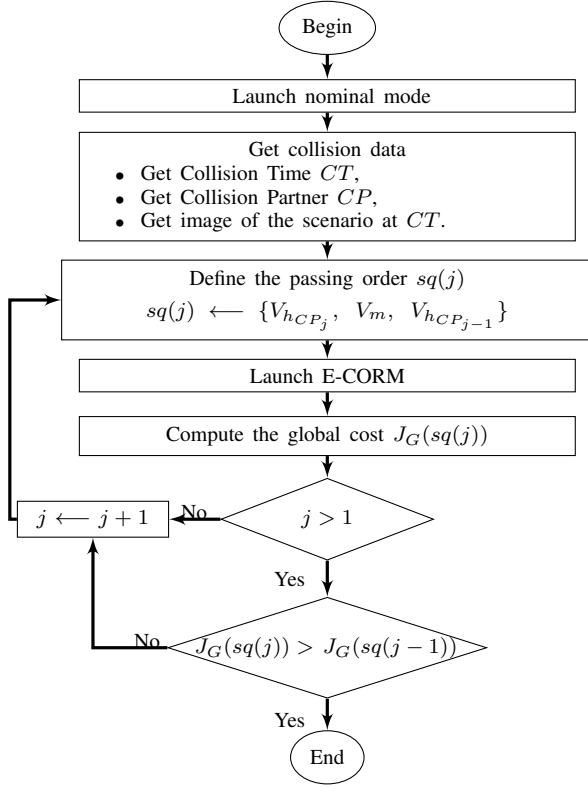 Begin
Launch nominal mode
Get collision data
• Get Collision Time CT,
• Get Collision Partner CP,
• Get image of the scenario at CT.
Define the passing order sq(j)
sq(j) ⟵ {V_{h_{CP_j}}, V_m, V_{h_{CP_{j-1}}}}
Launch E-CORM
Compute the global cost J_G(sq(j))
j ⟵ j + 1
No
j > 1
Yes
No
J_G(sq(j)) > J_G(sq(j − 1))
Yes
End